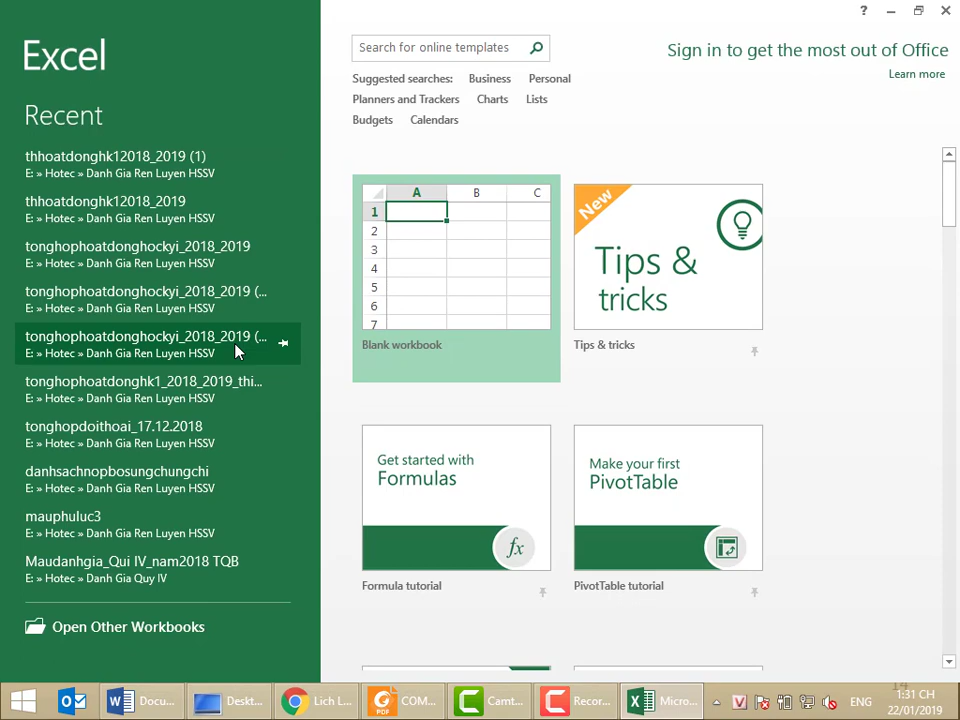 ?
Excel
Search for online templates
Sign in to get the most out of Office
Learn more
Suggested searches: Business Personal
Planners and Trackers Charts Lists
Budgets Calendars
Recent
thhoatdonghk12018_2019 (1)
E: » Hotec » Danh Gia Ren Luyen HSSV
thhoatdonghk12018_2019
E: » Hotec » Danh Gia Ren Luyen HSSV
tonghophoatdonghockyi_2018_2019
E: » Hotec » Danh Gia Ren Luyen HSSV
tonghophoatdonghockyi_2018_2019 (...
E: » Hotec » Danh Gia Ren Luyen HSSV
tonghophoatdonghockyi_2018_2019 (...
E: » Hotec » Danh Gia Ren Luyen HSSV
tonghophoatdonghk1_2018_2019_thi...
E: » Hotec » Danh Gia Ren Luyen HSSV
tonghopdoithoai_17.12.2018
E: » Hotec » Danh Gia Ren Luyen HSSV
danhsachnopbosungchungchi
E: » Hotec » Danh Gia Ren Luyen HSSV
mauphuluc3
E: » Hotec » Danh Gia Ren Luyen HSSV
Maudanhgia_Qui IV_nam2018 TQB
E: » Hotec » Danh Gia Quy IV
Open Other Workbooks
A B C
1
2
3
4
5
6
7
Blank workbook
New
Tips &
tricks
Tips & tricks
Get started with
Formulas
fx
Formula tutorial
Make your first
PivotTable
PivotTable tutorial
Docu...
Deskt...
Lich L...
COM...
Camt...
Recor...
Micro...
ENG
14
1:31 CH
22/01/2019